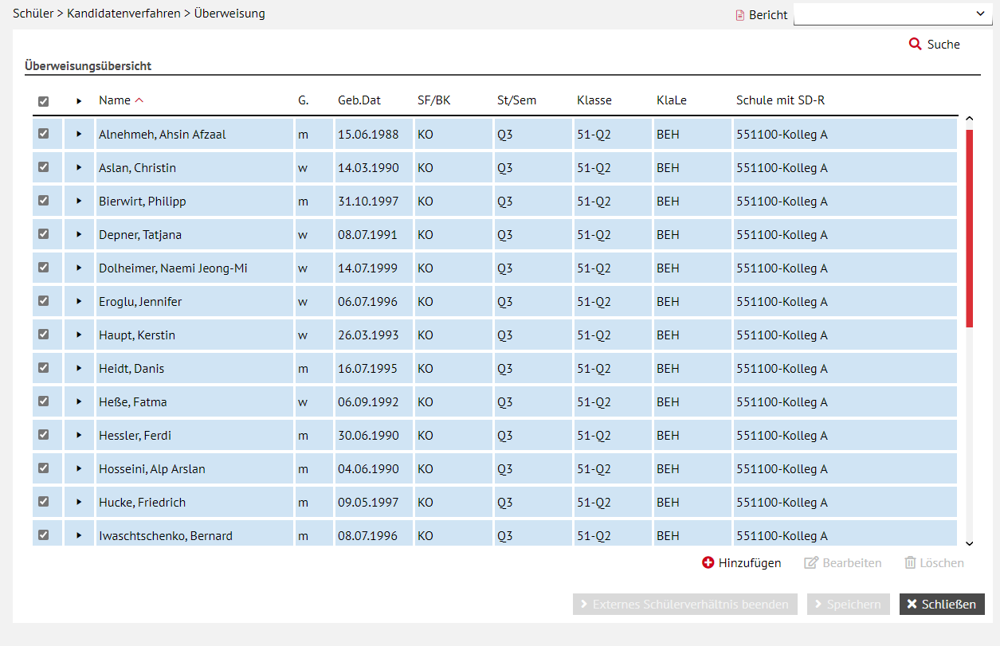 Schüler > Kandidatenverfahren > Überweisung
Bericht
Suche
Überweisungsübersicht
Name G. Geb.Dat SF/BK St/Sem Klasse KlaLe Schule mit SD-R
Alnehmeh, Ahsin Afzaal m 15.06.1988 KO Q3 51-Q2 BEH 551100-Kolleg A
Aslan, Christin w 14.03.1990 KO Q3 51-Q2 BEH 551100-Kolleg A
Bierwirt, Philipp m 31.10.1997 KO Q3 51-Q2 BEH 551100-Kolleg A
Depner, Tatjana w 08.07.1991 KO Q3 51-Q2 BEH 551100-Kolleg A
Dolheimer, Naemi Jeong-Mi w 14.07.1999 KO Q3 51-Q2 BEH 551100-Kolleg A
Eroglu, Jennifer w 06.07.1996 KO Q3 51-Q2 BEH 551100-Kolleg A
Haupt, Kerstin w 26.03.1993 KO Q3 51-Q2 BEH 551100-Kolleg A
Heidt, Danis m 16.07.1995 KO Q3 51-Q2 BEH 551100-Kolleg A
Heße, Fatma w 06.09.1992 KO Q3 51-Q2 BEH 551100-Kolleg A
Hessler, Ferdi m 30.06.1990 KO Q3 51-Q2 BEH 551100-Kolleg A
Hosseini, Alp Arslan m 04.06.1990 KO Q3 51-Q2 BEH 551100-Kolleg A
Hucke, Friedrich m 09.05.1997 KO Q3 51-Q2 BEH 551100-Kolleg A
Iwaschtschenko, Bernard m 08.07.1996 KO Q3 51-Q2 BEH 551100-Kolleg A
Hinzufügen Bearbeiten Löschen
Externes Schülerverhältnis beenden Speichern Schließen